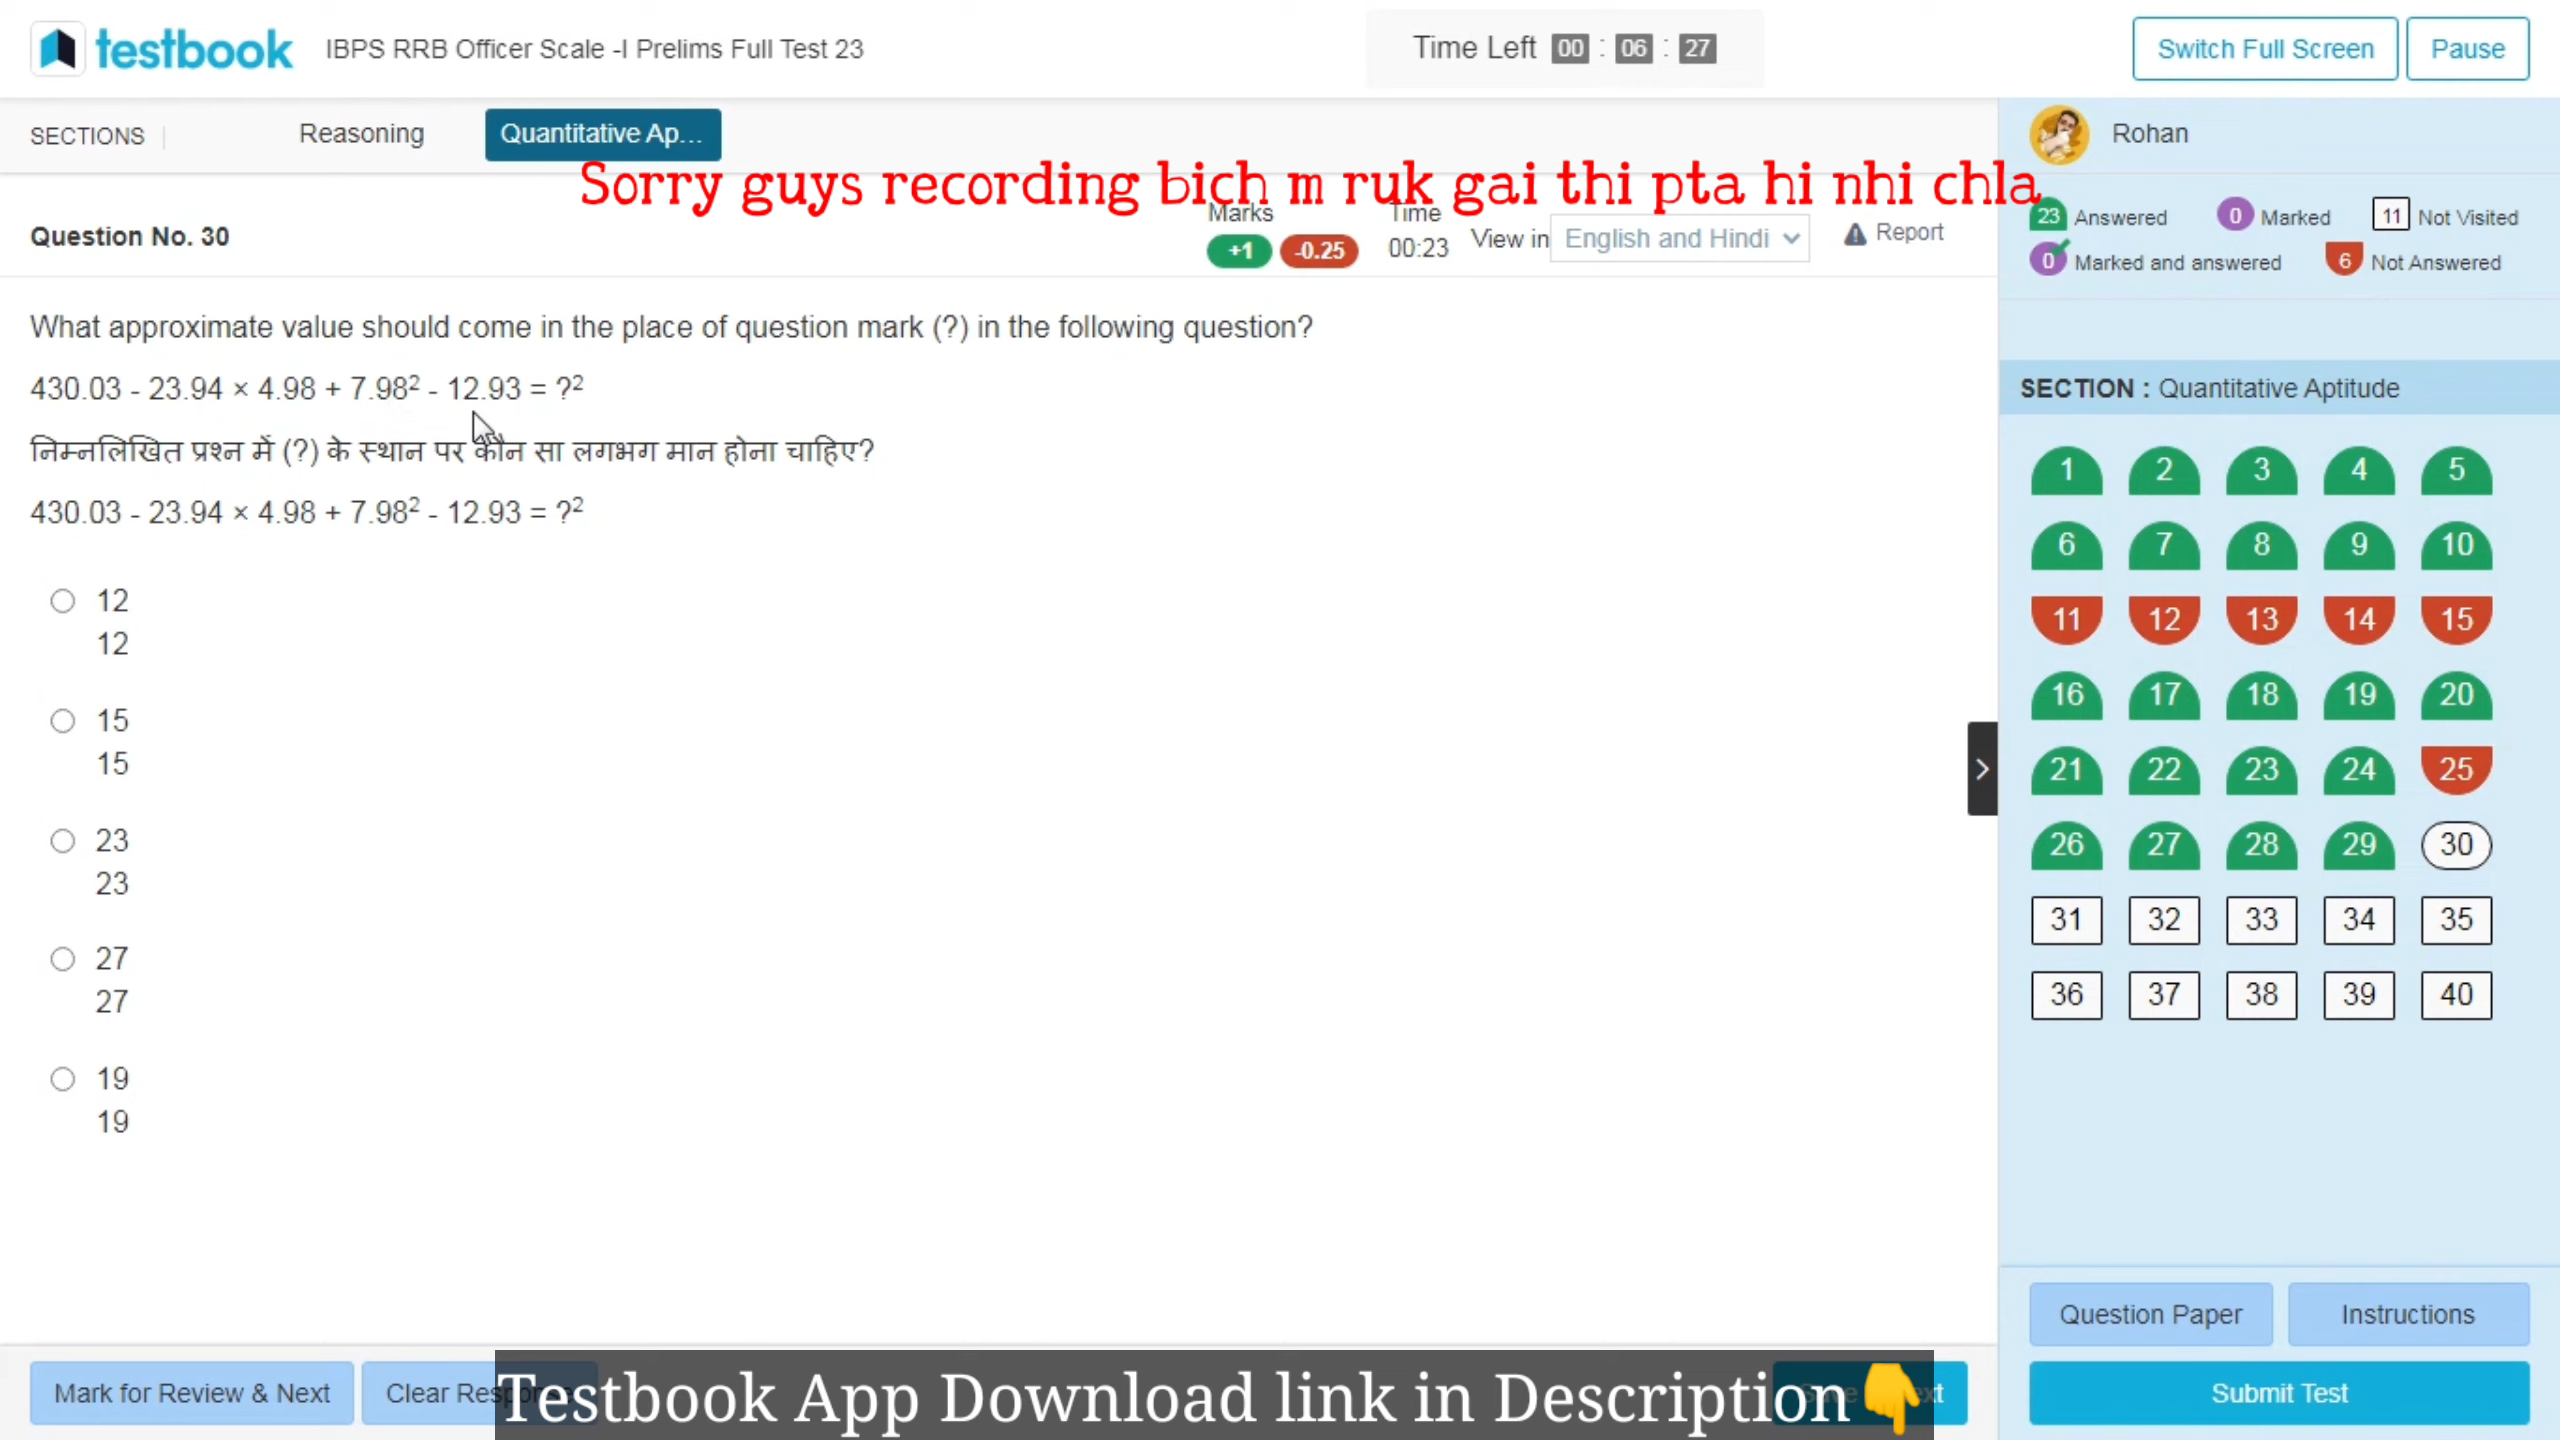 testbook IBPS RRB Officer Scale -I Prelims Full Test 23 Time Left 00 : 06 : 27 Switch Full Screen Pause
SECTIONS Reasoning Quantitative Ap... Rohan
Sorry guys recording bich m ruk gai thi pta hi nhi chla
Question No. 30 Marks +1 -0.25 Time 00:23 View in English and Hindi Report
23 Answered 0 Marked 11 Not Visited
0 Marked and answered 6 Not Answered
What approximate value should come in the place of question mark (?) in the following question?
430.03 - 23.94 × 4.98 + 7.98² - 12.93 = ?²
निम्नलिखित प्रश्न में (?) के स्थान पर कौन सा लगभग मान होना चाहिए?
430.03 - 23.94 × 4.98 + 7.98² - 12.93 = ?²
12
12
15
15
23
23
27
27
19
19
SECTION : Quantitative Aptitude
1 2 3 4 5
6 7 8 9 10
11 12 13 14 15
16 17 18 19 20
21 22 23 24 25
26 27 28 29 30
31 32 33 34 35
36 37 38 39 40
Question Paper Instructions
Mark for Review & Next Clear Submit Test
Testbook App Download link in Description